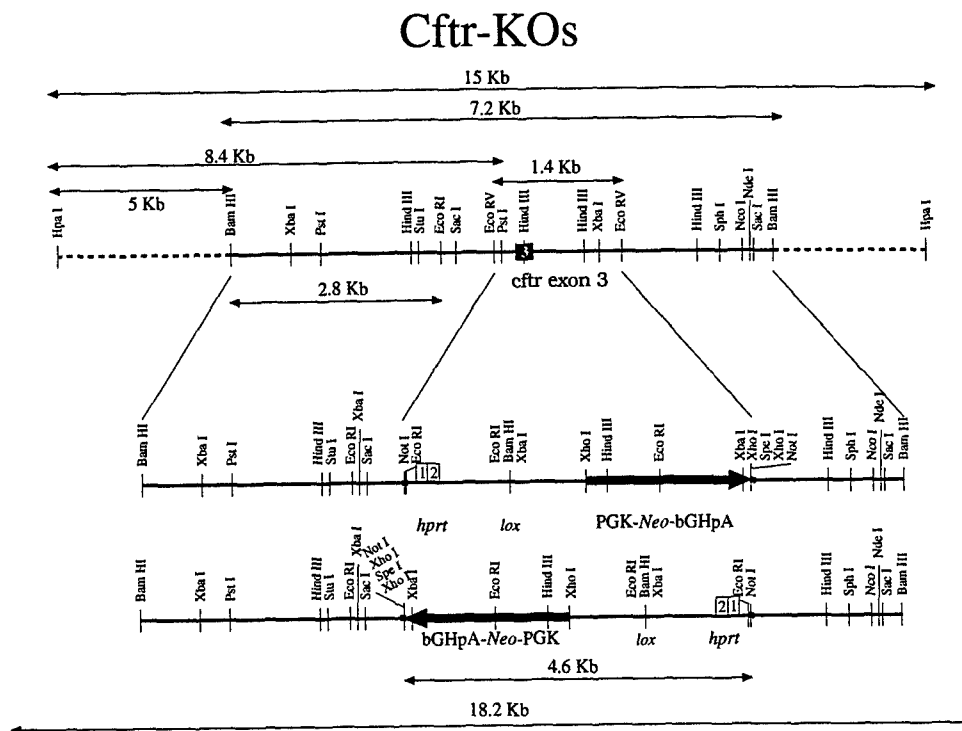 Cftr-KOs
15 Kb
7.2 Kb
8.4 Kb
1.4 Kb
5 Kb
Hpa I
Bam HI
Xba I
Pst I
Hind III
Stu I
Eco RI
Sac I
Eco RV
Pst I
Hind III
Hind III
Xba I
Eco RV
Hind III
Sph I
Nco I
Nde I
Sac I
Bam HI
Hpa I
3
cftr exon 3
2.8 Kb
Bam HI
Xba I
Pst I
Hind III
Stu I
Eco RI
Xba I
Sac I
Not I
Eco RI
1 2
Eco RI
Bam HI
Xba I
Xho I
Hind III
Eco RI
Xba I
Xho I
Spe I
Xho I
Not I
Hind III
Sph I
Nco I
Nde I
Sac I
Bam HI
hprt
lox
PGK-Neo-bGHpA
Bam HI
Xba I
Pst I
Hind III
Stu I
Eco RI
Xba I
Sac I
Not I
Xho I
Spe I
Xho I
Xba I
Eco RI
Hind III
Xho I
Eco RI
Bam HI
Xba I
2 1
Eco RI
Not I
Hind III
Sph I
Nco I
Nde I
Sac I
Bam HI
bGHpA-Neo-PGK
lox
hprt
4.6 Kb
18.2 Kb